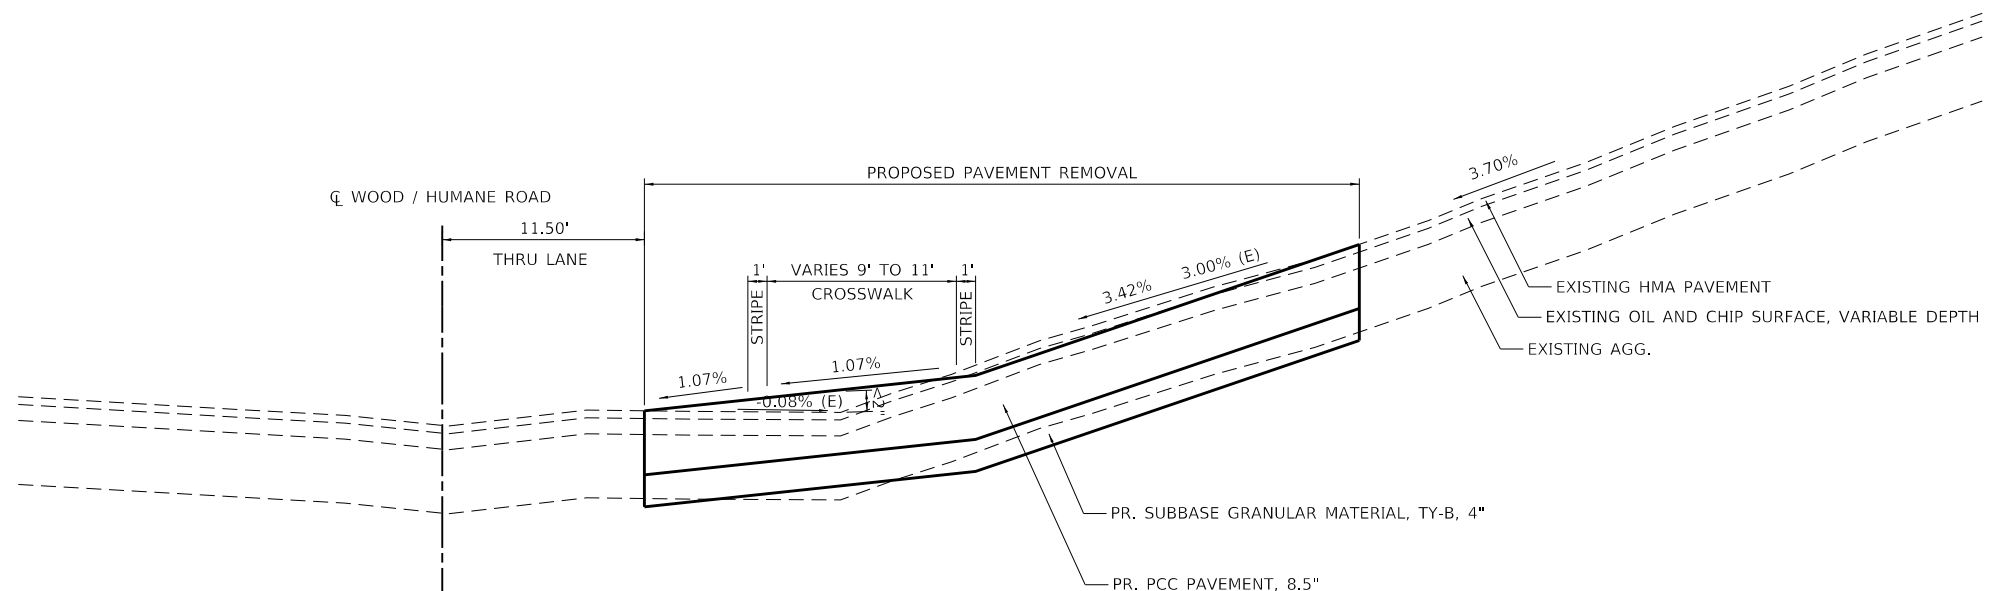 3.70%
PROPOSED PAVEMENT REMOVAL
℄ WOOD / HUMANE ROAD
11.50'
THRU LANE
3.00% (E)
1'
VARIES 9' TO 11'
1'
CROSSWALK
STRIPE
STRIPE
3.42%
EXISTING HMA PAVEMENT
EXISTING OIL AND CHIP SURFACE, VARIABLE DEPTH
EXISTING AGG.
1.07%
1.07%
-0.08% (E)
<2"
PR. SUBBASE GRANULAR MATERIAL, TY-B, 4"
PR. PCC PAVEMENT, 8.5"